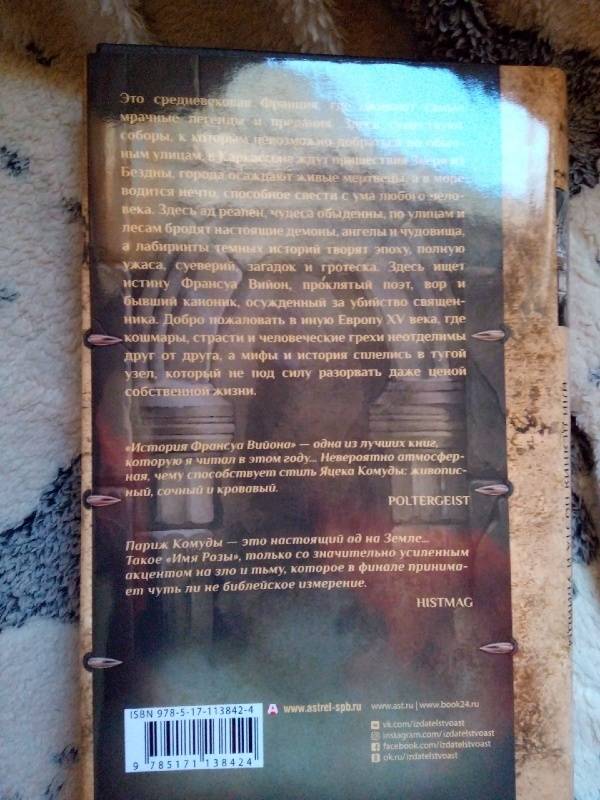 Это средневековая Франция, где
мрачные легенды и предания. Здесь
соборы, к которым невозможно добраться по обыч-
ным улицам, в Каркассоне ждут пришествия Зверя из
Бездны, города осаждают живые мертвецы, а в море
водится нечто, способное свести с ума любого чело-
века. Здесь ад реален, чудеса обыденны, по улицам и
лесам бродят настоящие демоны, ангелы и чудовища,
а лабиринты темных историй творят эпоху, полную
ужаса, суеверий, загадок и гротеска. Здесь ищет
истину Франсуа Вийон, проклятый поэт, вор и
бывший каноник, осужденный за убийство священ-
ника. Добро пожаловать в иную Европу XV века, где
кошмары, страсти и человеческие грехи неотделимы
друг от друга, а мифы и история сплелись в тугой
узел, который не под силу разорвать даже ценой
собственной жизни.
«История Франсуа Вийона» — одна из лучших книг,
которую я читал в этом году... Невероятно атмосфер-
ная, чему способствует стиль Яцека Комуды: живопис-
ный, сочный и кровавый.
POLTERGEIST
Париж Комуды — это настоящий ад на Земле...
Такое «Имя Розы», только со значительно усиленным
акцентом на зло и тьму, которое в финале принима-
ет чуть ли не библейское измерение.
HISTMAG
ISBN 978-5-17-113842-4
9 785171 138424
www.astrel-spb.ru
www.ast.ru | www.book24.ru
vk.com/izdatelstvoast
instagram.com/izdatelstvoast
facebook.com/izdatelstvoast
ok.ru/izdatelstvoast